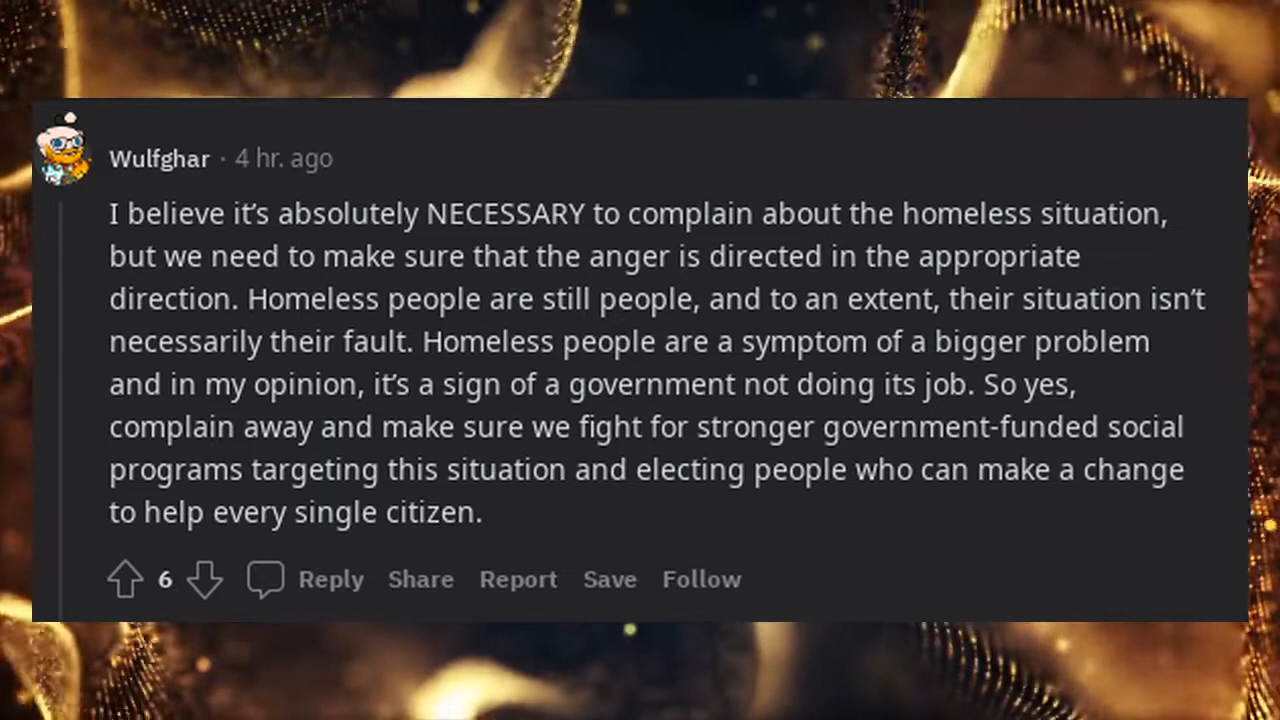 Wulfghar · 4 hr. ago
I believe it’s absolutely NECESSARY to complain about the homeless situation,
but we need to make sure that the anger is directed in the appropriate
direction. Homeless people are still people, and to an extent, their situation isn’t
necessarily their fault. Homeless people are a symptom of a bigger problem
and in my opinion, it’s a sign of a government not doing its job. So yes,
complain away and make sure we fight for stronger government-funded social
programs targeting this situation and electing people who can make a change
to help every single citizen.
6 Reply Share Report Save Follow